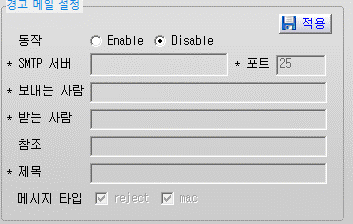 경고 메일 설정
적용
동작 Enable Disable
* SMTP 서버 * 포트 25
* 보내는 사람
* 받는 사람
참조
* 제목
메시지 타입 reject mac